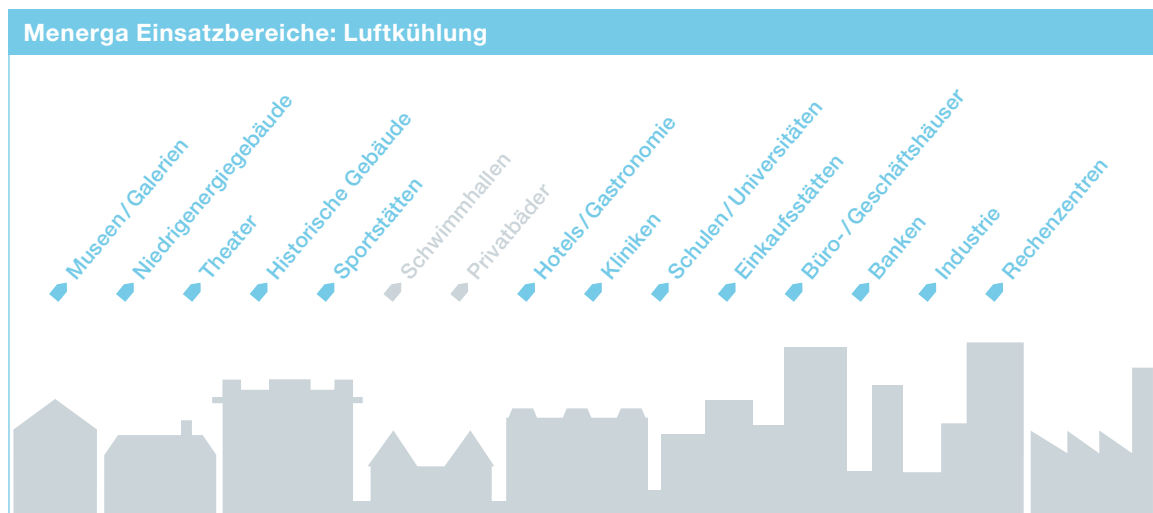 Menerga Einsatzbereiche: Luftkühlung
Museen / Galerien
Niedrigenergiegebäude
Theater
Historische Gebäude
Sportstätten
Schwimmhallen
Privatbäder
Hotels / Gastronomie
Kliniken
Schulen / Universitäten
Einkaufsstätten
Büro- / Geschäftshäuser
Banken
Industrie
Rechenzentren